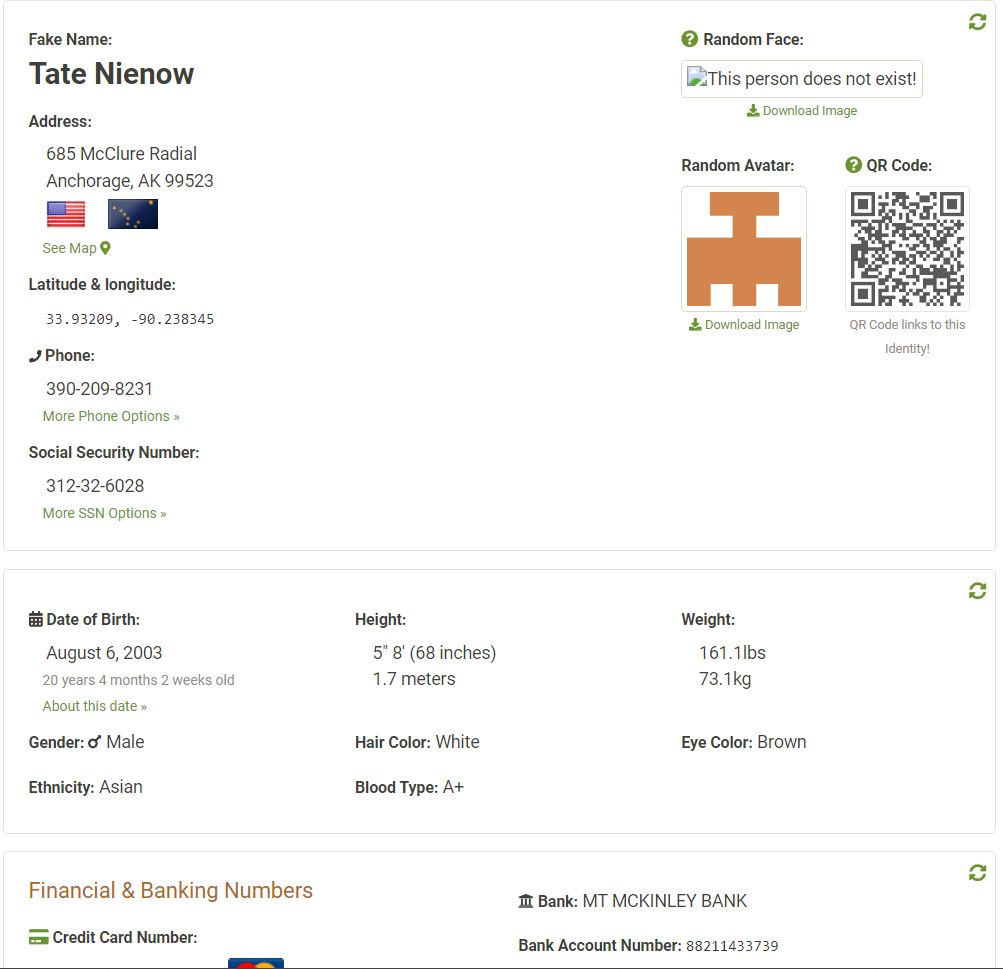 Fake Name:
Tate Nienow
Address:
685 McClure Radial
Anchorage, AK 99523
See Map
Latitude & longitude:
33.93209, -90.238345
Phone:
390-209-8231
More Phone Options »
Social Security Number:
312-32-6028
More SSN Options »
Random Face:
This person does not exist!
Download Image
Random Avatar:
Download Image
QR Code:
QR Code links to this
Identity!
Date of Birth:
August 6, 2003
20 years 4 months 2 weeks old
About this date »
Height:
5" 8' (68 inches)
1.7 meters
Weight:
161.1lbs
73.1kg
Gender: Male
Hair Color: White
Eye Color: Brown
Ethnicity: Asian
Blood Type: A+
Financial & Banking Numbers
Credit Card Number:
Bank: MT MCKINLEY BANK
Bank Account Number: 88211433739